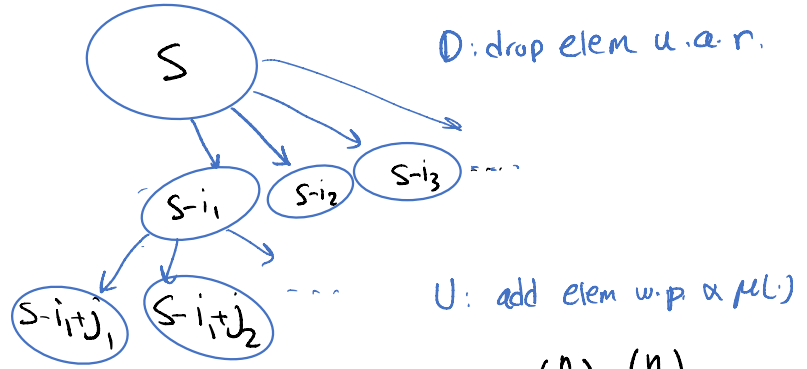 S
D: drop elem u.a.r.
S-i₁
S-i₂
S-i₃
S-i₁+j₁
S-i₁+j₂
U: add elem w.p. ∝ μ(.)
(n) (n)